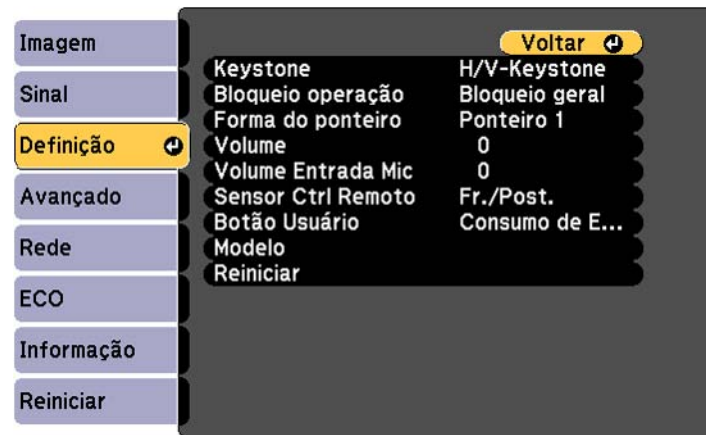 Imagem
Sinal
Definição
Avançado
Rede
ECO
Informação
Reiniciar
Voltar
Keystone H/V-Keystone
Bloqueio operação Bloqueio geral
Forma do ponteiro Ponteiro 1
Volume 0
Volume Entrada Mic 0
Sensor Ctrl Remoto Fr./Post.
Botão Usuário Consumo de E...
Modelo
Reiniciar